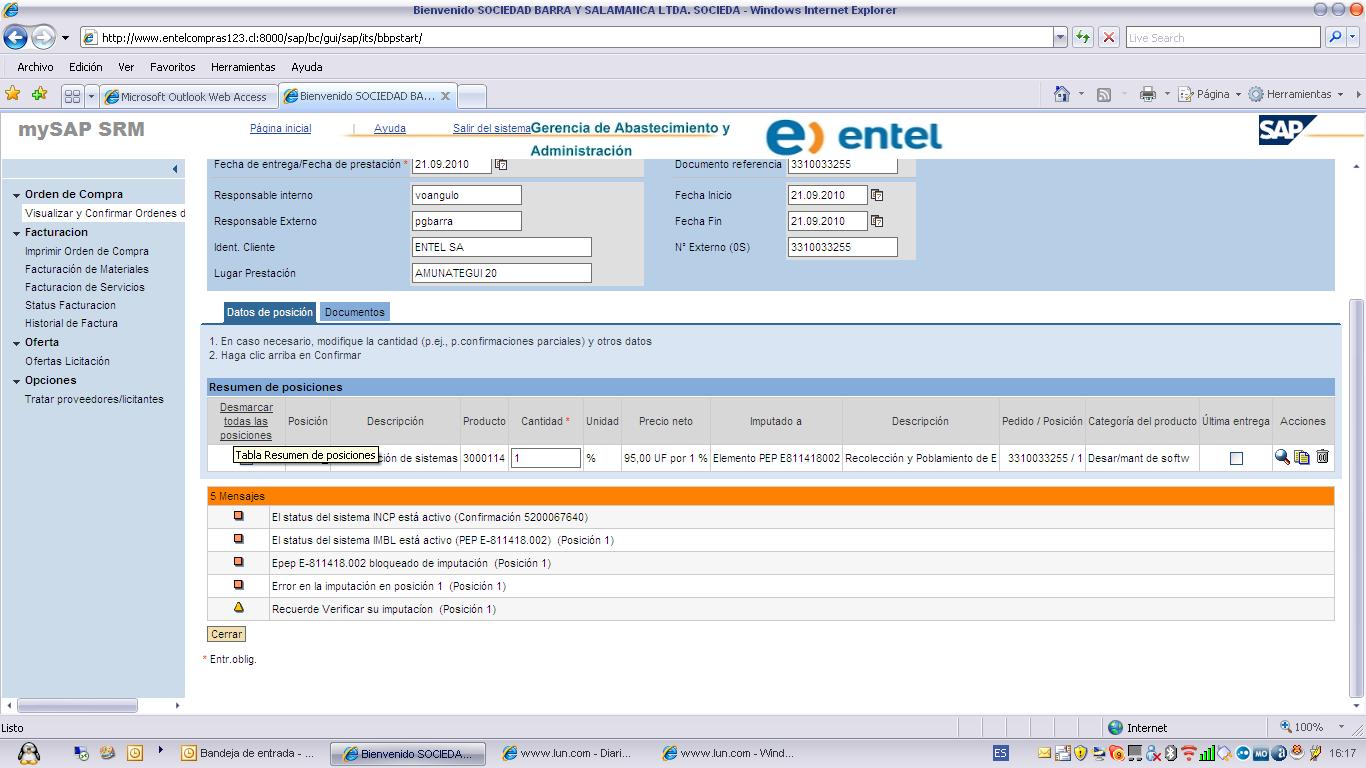 Bienvenido SOCIEDAD BARRA Y SALAMANCA LTDA. SOCIEDA - Windows Internet Explorer
http://www.entelcompras123.cl:8000/sap/bc/gui/sap/its/bbpstart/
Live Search
Archivo Edición Ver Favoritos Herramientas Ayuda
Microsoft Outlook Web Access
Bienvenido SOCIEDAD BA...
Página
Herramientas
mySAP SRM
Página inicial | Ayuda Salir del sistema
Gerencia de Abastecimiento y
Administración
entel
SAP
Orden de Compra
Visualizar y Confirmar Ordenes d
Facturacion
Imprimir Orden de Compra
Facturación de Materiales
Facturacion de Servicios
Status Facturacion
Historial de Factura
Oferta
Ofertas Licitación
Opciones
Tratar proveedores/licitantes
Fecha de entrega/Fecha de prestación * 21.09.2010
Documento referencia 3310033255
Responsable interno voangulo
Fecha Inicio 21.09.2010
Responsable Externo pgbarra
Fecha Fin 21.09.2010
Ident. Cliente ENTEL SA
N° Externo (0S) 3310033255
Lugar Prestación AMUNATEGUI 20
Datos de posición Documentos
1. En caso necesario, modifique la cantidad (p.ej., p.confirmaciones parciales) y otros datos
2. Haga clic arriba en Confirmar
Resumen de posiciones
Desmarcar todas las posiciones Posición Descripción Producto Cantidad * Unidad Precio neto Imputado a Descripción Pedido / Posición Categoría del producto Última entrega Acciones
Tabla Resumen de posiciones
ción de sistemas 3000114 1 % 95,00 UF por 1 % Elemento PEP E811418002 Recolección y Poblamiento de E 3310033255 / 1 Desar/mant de softw
5 Mensajes
El status del sistema INCP está activo (Confirmación 5200067640)
El status del sistema IMBL está activo (PEP E-811418.002) (Posición 1)
Epep E-811418.002 bloqueado de imputación (Posición 1)
Error en la imputación en posición 1 (Posición 1)
Recuerde Verificar su imputacíon (Posición 1)
Cerrar
* Entr.oblig.
Listo
Internet
100%
Bandeja de entrada - ...
Bienvenido SOCIEDA...
www.lun.com - Diari...
www.lun.com - Wind...
ES
16:17